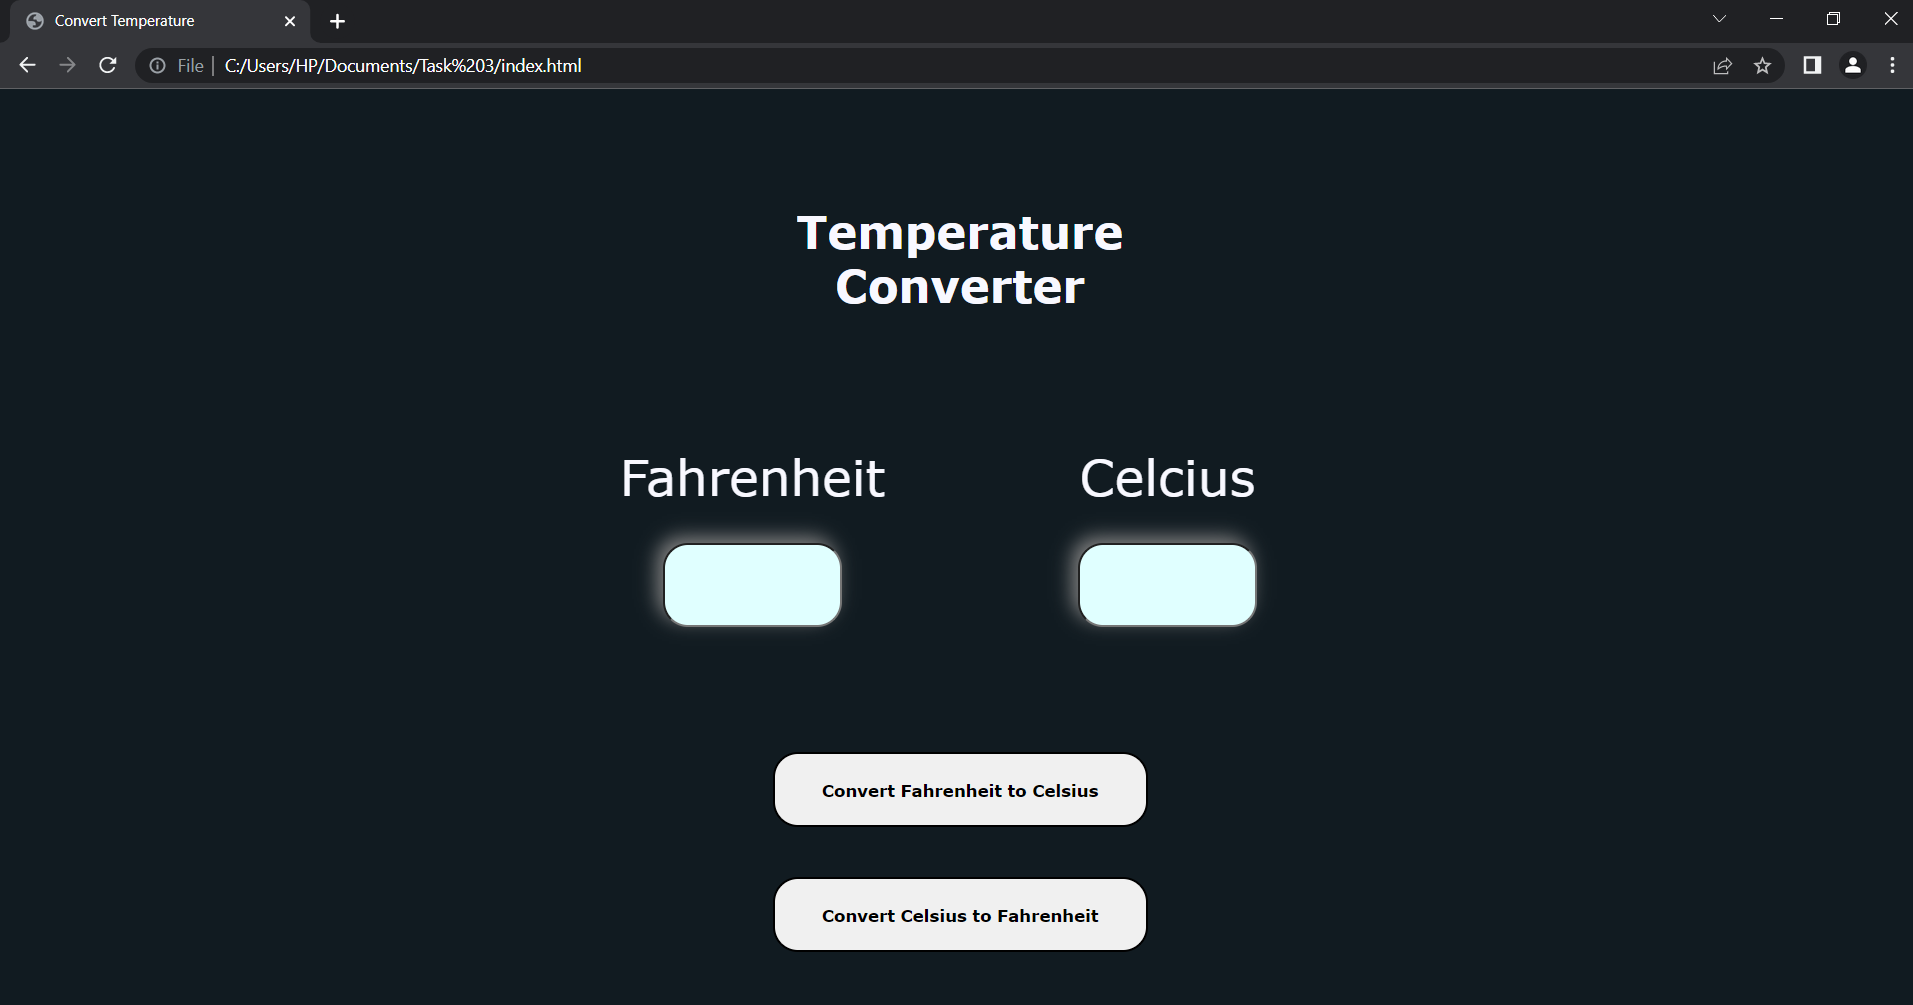 Convert Temperature
File
C:/Users/HP/Documents/Task%203/index.html
Temperature
Converter
Fahrenheit
Celcius
Convert Fahrenheit to Celsius
Convert Celsius to Fahrenheit